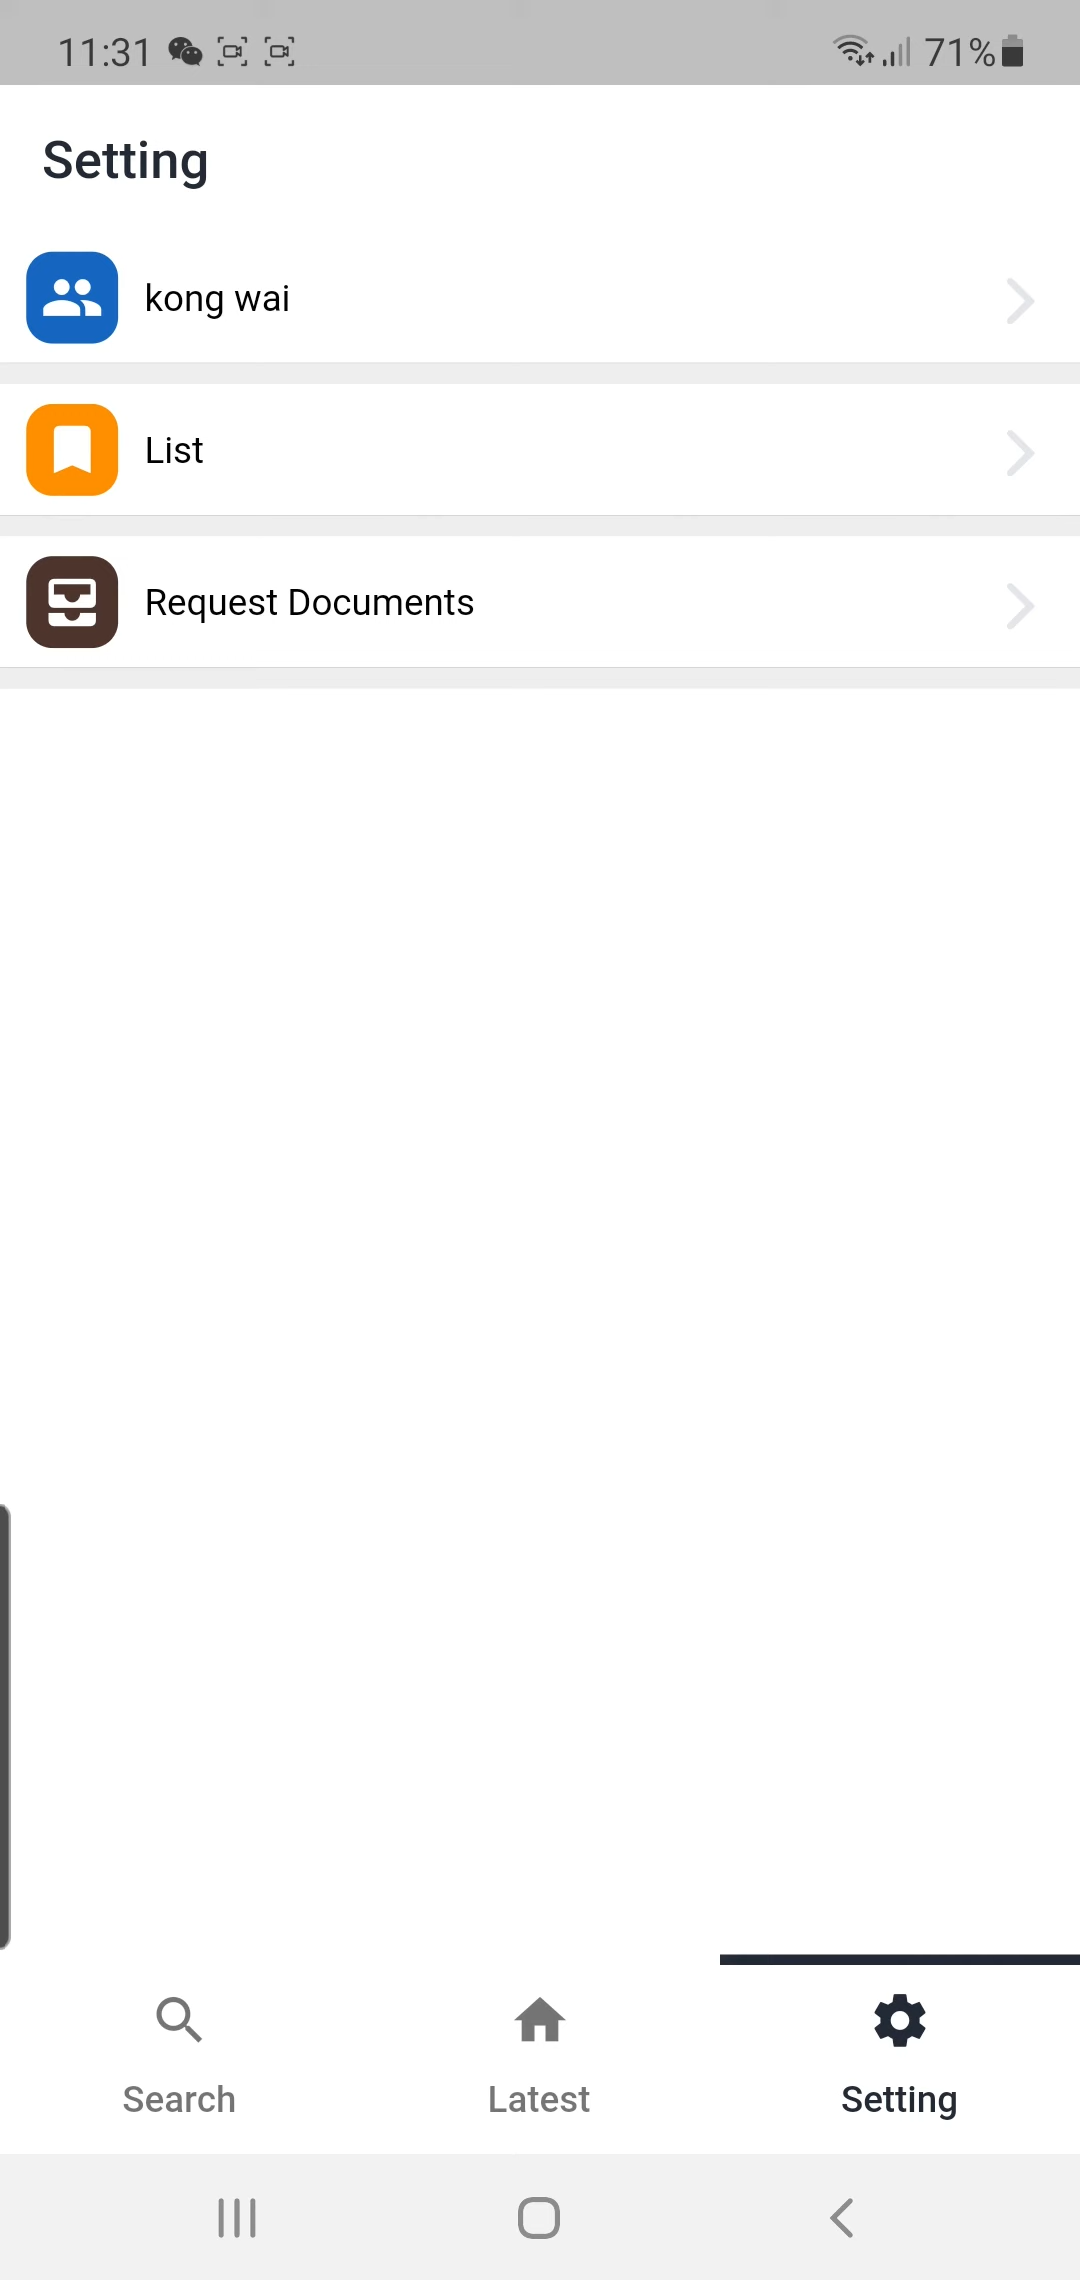 11:31 71%
Setting
kong wai
List
Request Documents
Search Latest Setting